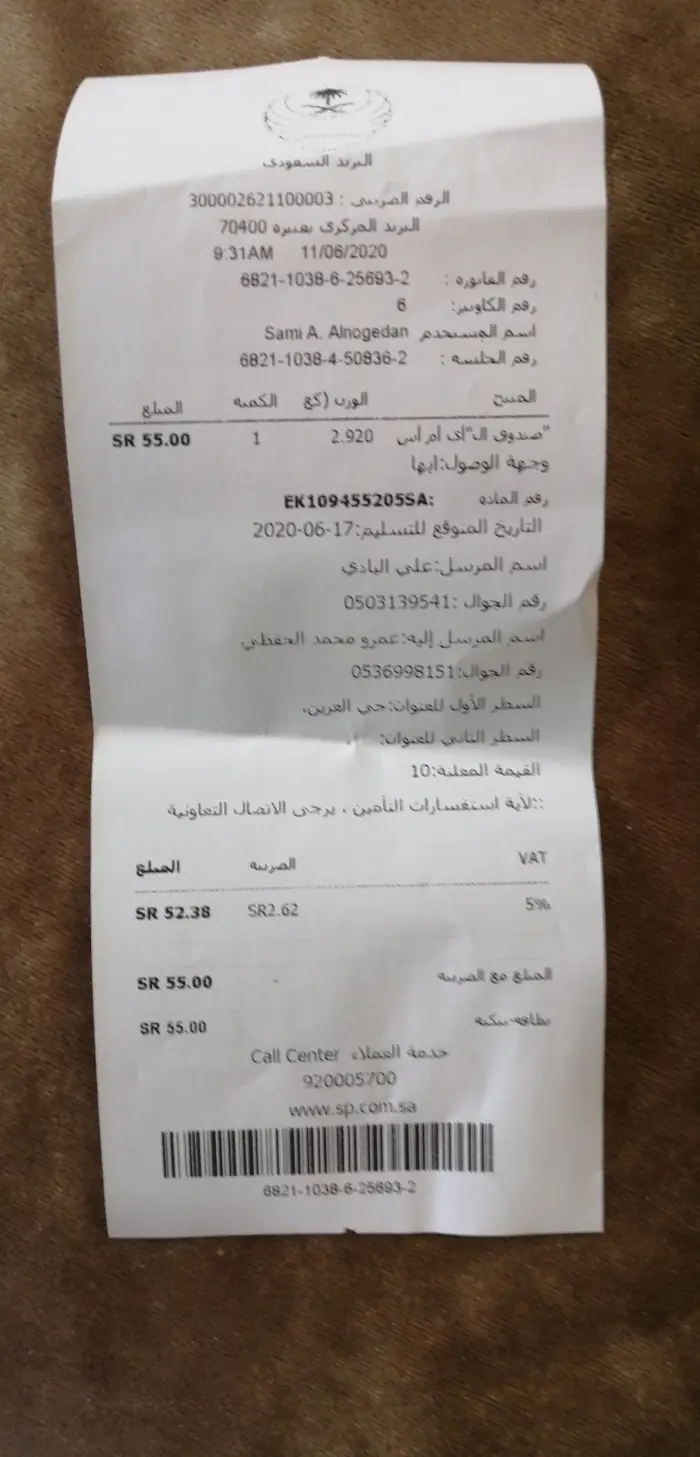 البريد السعودي
الرقم الضريبي : 300002621100003
البريد المركزي بعنيزه 70400
9:31AM 11/06/2020
رقم الفاتورة : 6821-1038-6-25693-2
رقم الكاونتر: 6
اسم المستخدم Sami A. Alnogedan
رقم الجلسة : 6821-1038-4-50836-2
المنتج الوزن (كغ الكمية المبلغ
"صندوق ال"اي ام اس 2.920 1 SR 55.00
وجهة الوصول:ابها
رقم المادة :EK109455205SA
التاريخ المتوقع للتسليم:17-06-2020
اسم المرسل:علي البادي
رقم الجوال :0503139541
اسم المرسل إليه:عمرو محمد الحفظي
رقم الجوال:0536998151
السطر الأول للعنوان:حي العرين،
السطر الثاني للعنوان:
القيمة المعلنة:10
::لأية استفسارات التأمين ، يرجى الاتصال التعاونية
VAT الضريبة المبلغ
5% SR2.62 SR 52.38
المبلغ مع الضريبة SR 55.00
بطاقة-بنكية SR 55.00
خدمة العملاء Call Center
920005700
www.sp.com.sa
6821-1038-6-25693-2